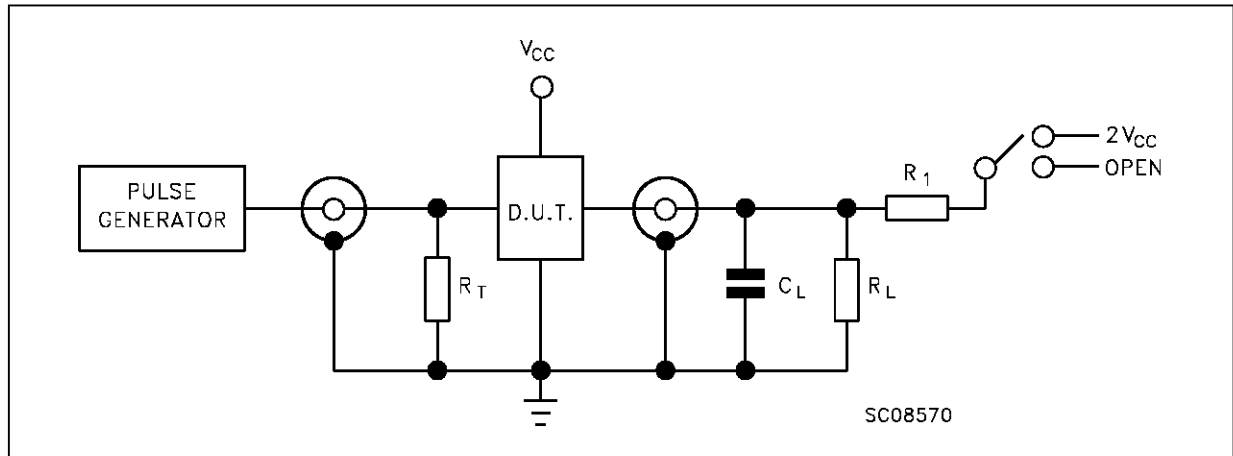 VCC
2VCC
OPEN
R1
PULSE
GENERATOR
D.U.T.
RT
CL
RL
SC08570